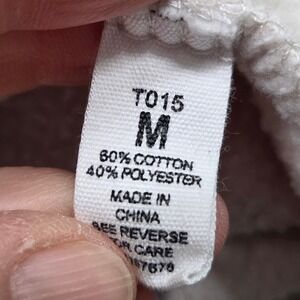 T015
M
60% COTTON
40% POLYESTER
MADE IN
CHINA
SEE REVERSE
FOR CARE